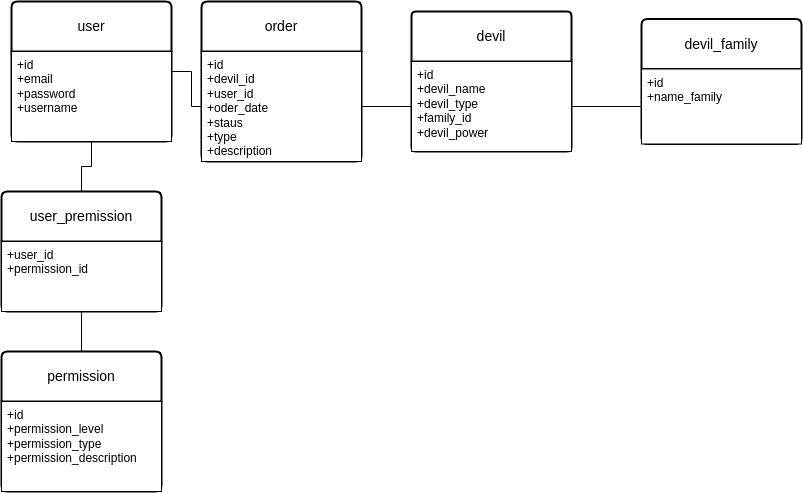 user
+id
+email
+password
+username
order
+id
+devil_id
+user_id
+oder_date
+staus
+type
+description
devil
+id
+devil_name
+devil_type
+family_id
+devil_power
devil_family
+id
+name_family
user_premission
+user_id
+permission_id
permission
+id
+permission_level
+permission_type
+permission_description